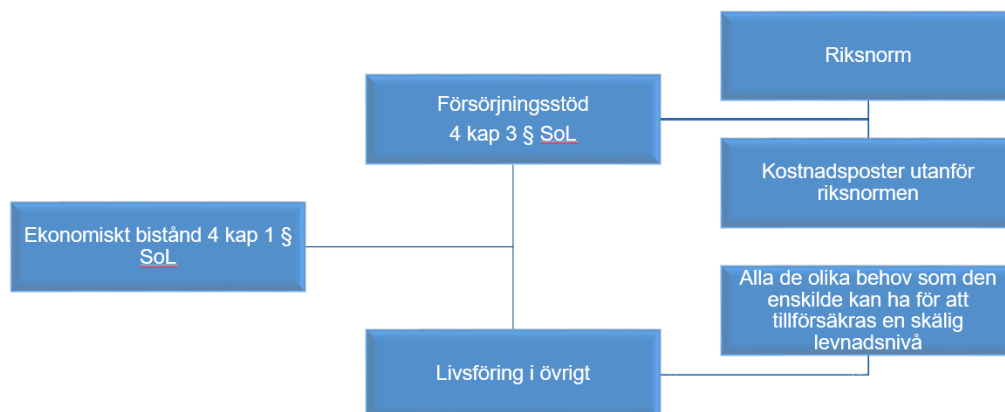 Riksnorm
Försörjningsstöd
4 kap 3 § SoL
Kostnadsposter utanför
riksnormen
Ekonomiskt bistånd 4 kap 1 §
SoL
Alla de olika behov som den
enskilde kan ha för att
tillförsäkras en skälig
levnadsnivå
Livsföring i övrigt